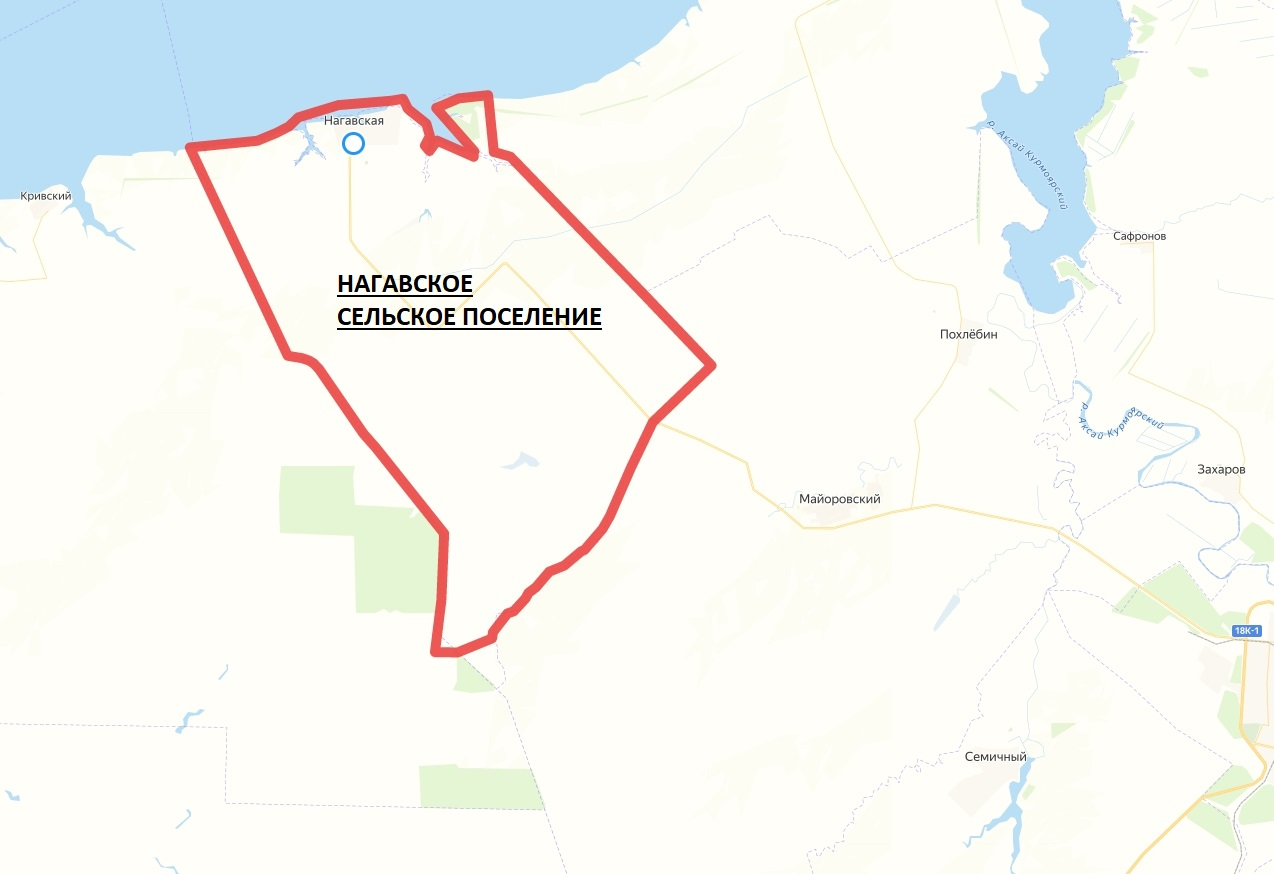 Нагавская
р. Аксай Курмоярский
Кривский
Сафронов
НАГАВСКОЕ
СЕЛЬСКОЕ ПОСЕЛЕНИЕ
Похлёбин
р. Аксай Курмоярский
Захаров
Майоровский
18К-1
Семичный